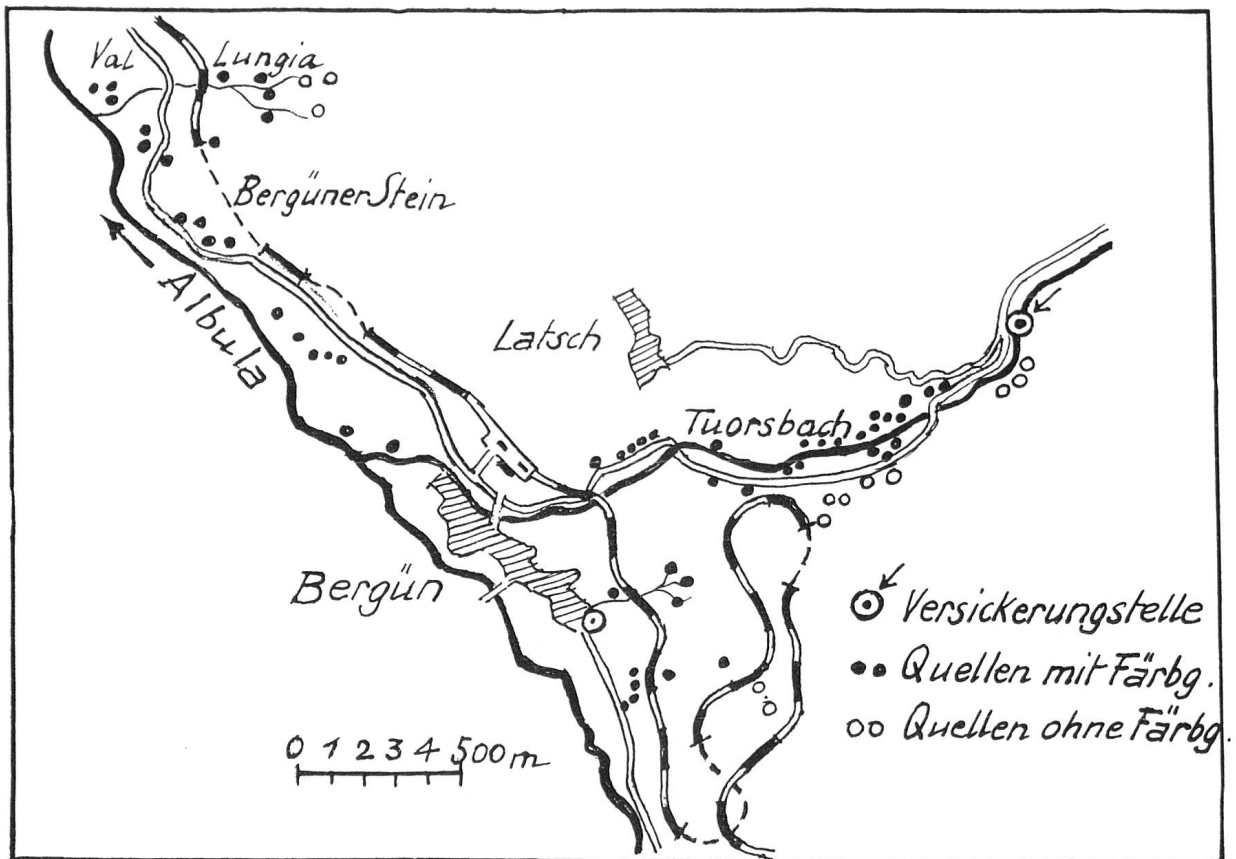 Val Lungia
Bergüner Stein
Albula
Latsch
Tuorsbach
Bergün
Versickerungstelle
Quellen mit Färbg.
Quellen ohne Färbg.
0 1 2 3 4 500 m